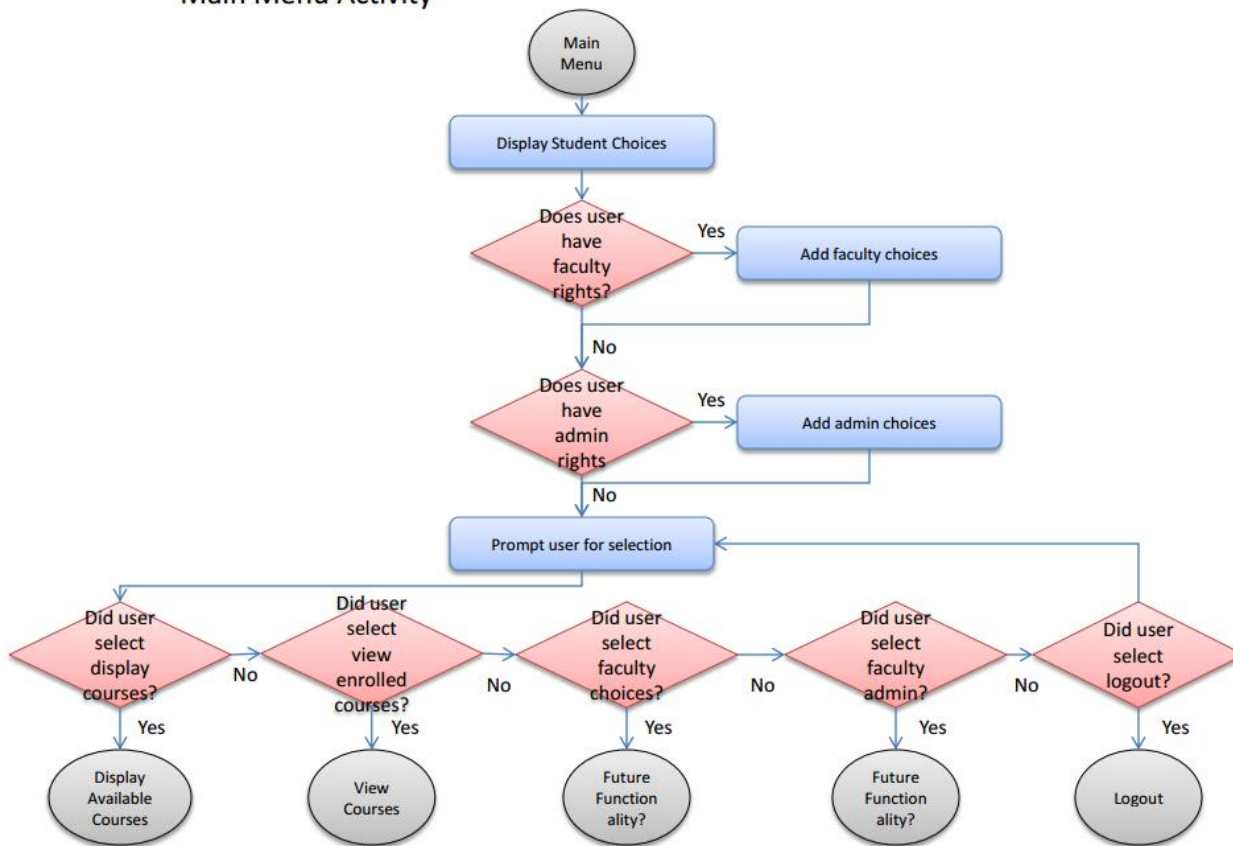 Main Menu Activity
Main
Menu
Display Student Choices
Does user
have
faculty
rights?
Yes
Add faculty choices
No
Does user
have
admin
rights
Yes
Add admin choices
No
Prompt user for selection
Did user
select
display
courses?
No
Did user
select
view
enrolled
courses?
No
Did user
select
faculty
choices?
No
Did user
select
faculty
admin?
No
Did user
select
logout?
Yes
Yes
Yes
Yes
Yes
Display
Available
Courses
View
Courses
Future
Function
ality?
Future
Function
ality?
Logout